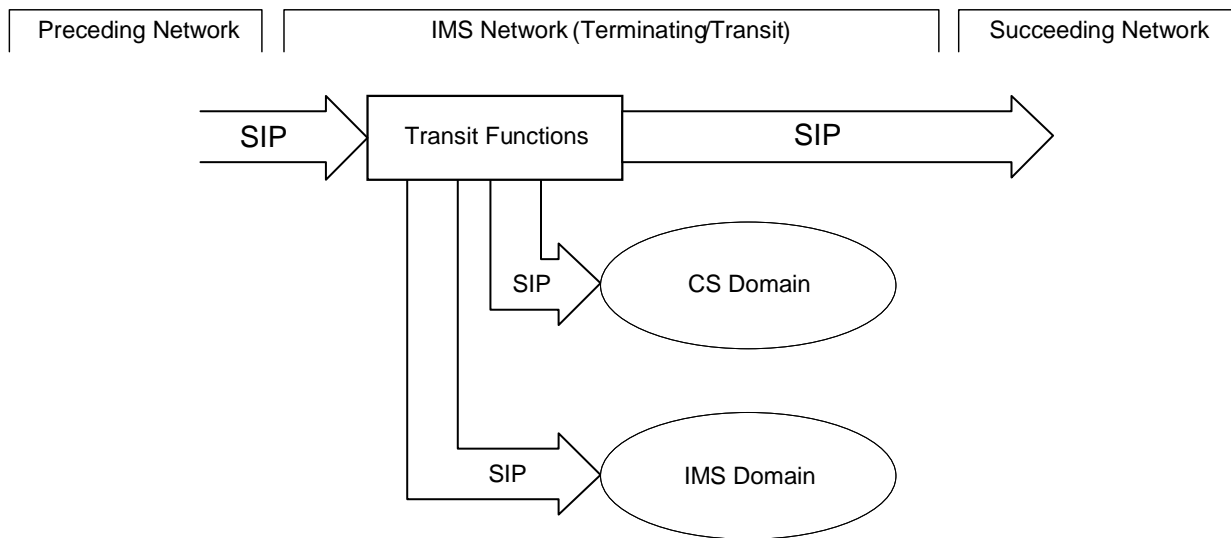 Preceding Network
IMS Network (Terminating/Transit)
Succeeding Network
SIP
Transit Functions
SIP
SIP
CS Domain
SIP
IMS Domain